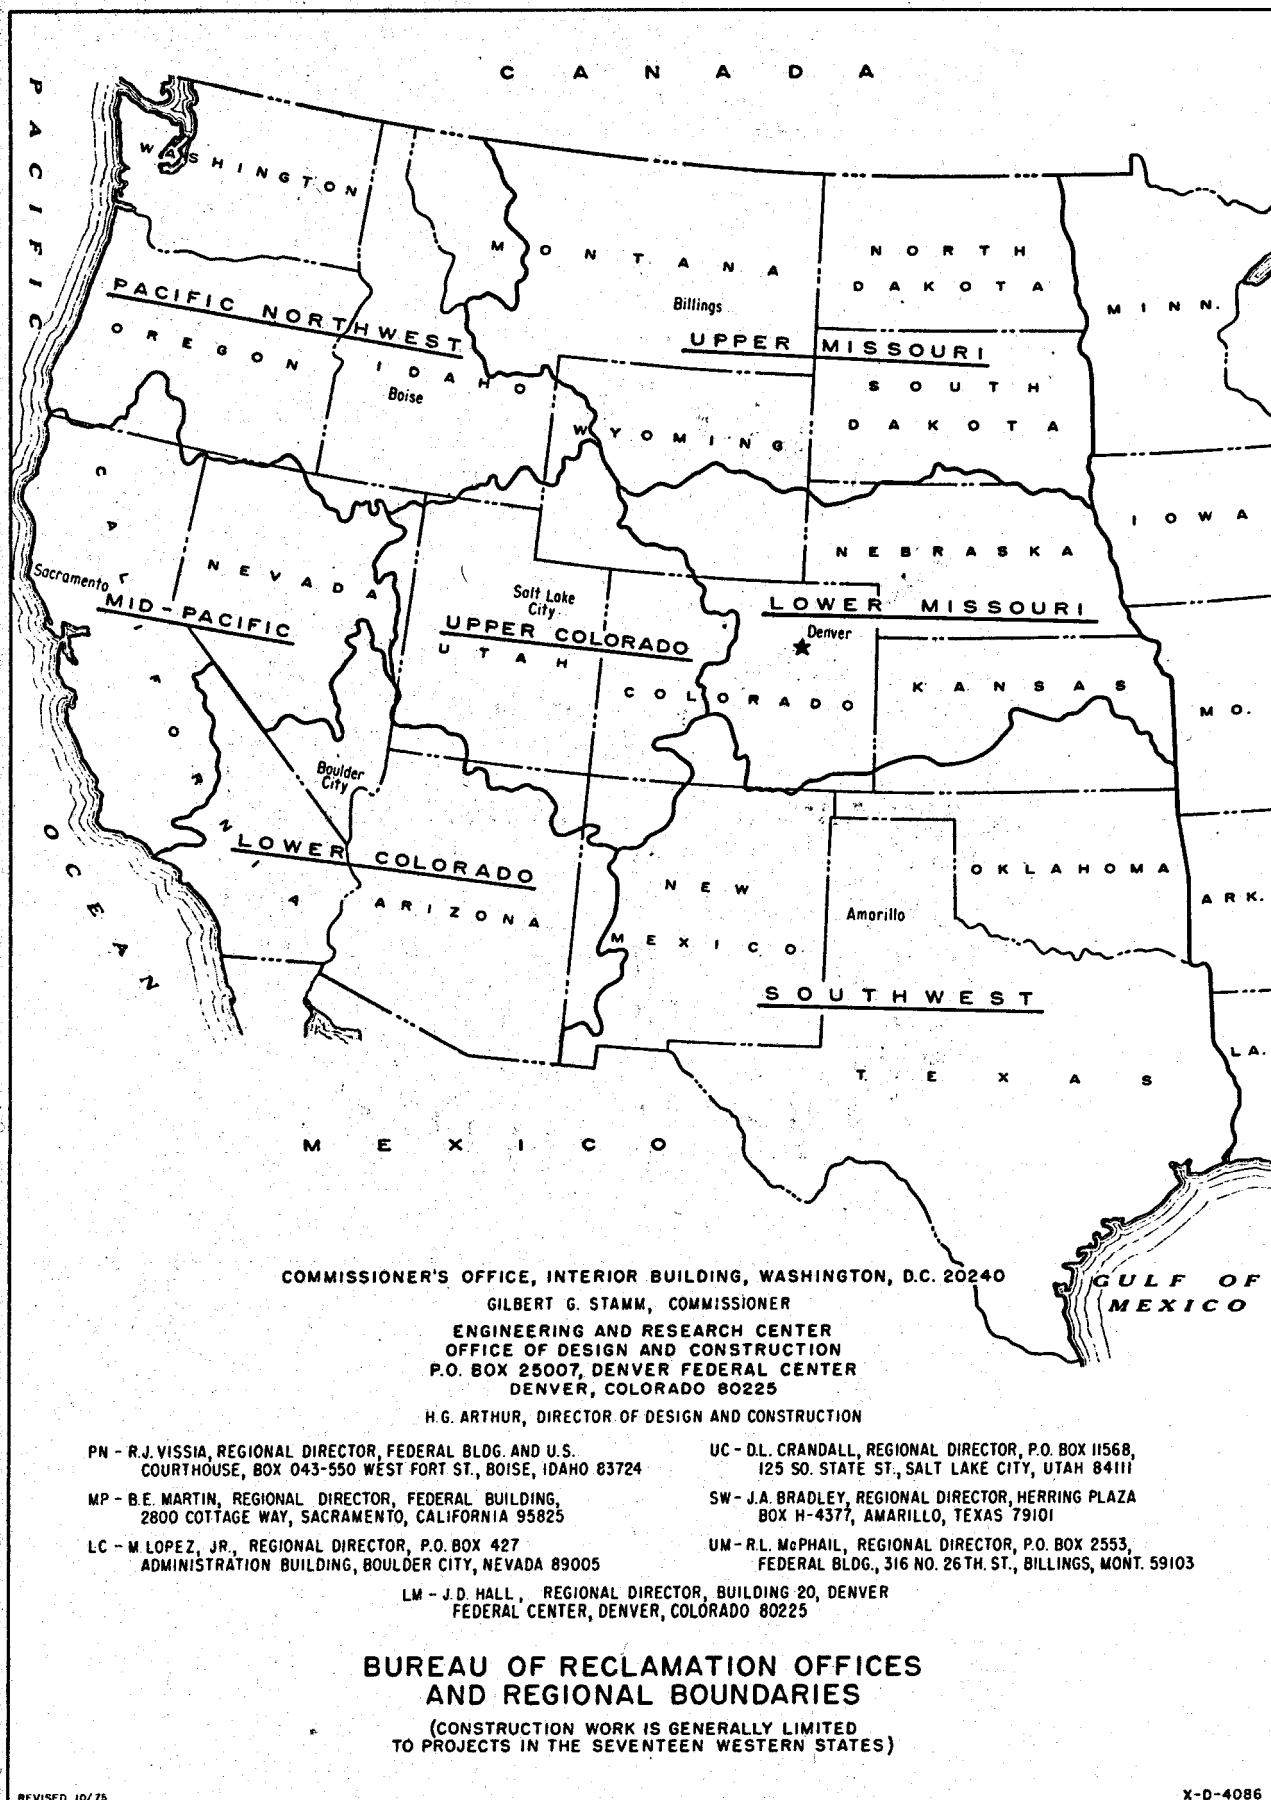 CANADA
PACIFIC
OCEAN
WASHINGTON
MONTANA
NORTH
DAKOTA
MINN.
Billings
PACIFIC NORTHWEST
OREGON
IDAHO
Boise
UPPER MISSOURI
SOUTH
DAKOTA
WYOMING
IOWA
NEBRASKA
CALIFORNIA
NEVADA
Sacramento
MID-PACIFIC
Salt Lake
City
UPPER COLORADO
UTAH
LOWER MISSOURI
Denver
COLORADO
KANSAS
MO.
Boulder
City
LOWER COLORADO
ARIZONA
NEW
MEXICO
OKLAHOMA
ARK.
Amarillo
SOUTHWEST
TEXAS
LA.
MEXICO
GULF OF
MEXICO
COMMISSIONER'S OFFICE, INTERIOR BUILDING, WASHINGTON, D.C. 20240
GILBERT G. STAMM, COMMISSIONER
ENGINEERING AND RESEARCH CENTER
OFFICE OF DESIGN AND CONSTRUCTION
P.O. BOX 25007, DENVER FEDERAL CENTER
DENVER, COLORADO 80225
H.G. ARTHUR, DIRECTOR OF DESIGN AND CONSTRUCTION
PN - R.J. VISSIA, REGIONAL DIRECTOR, FEDERAL BLDG. AND U.S.
COURTHOUSE, BOX 043-550 WEST FORT ST., BOISE, IDAHO 83724
MP - B.E. MARTIN, REGIONAL DIRECTOR, FEDERAL BUILDING,
2800 COTTAGE WAY, SACRAMENTO, CALIFORNIA 95825
LC - M. LOPEZ, JR., REGIONAL DIRECTOR, P.O. BOX 427
ADMINISTRATION BUILDING, BOULDER CITY, NEVADA 89005
UC - D.L. CRANDALL, REGIONAL DIRECTOR, P.O. BOX 11568,
125 SO. STATE ST., SALT LAKE CITY, UTAH 84111
SW - J.A. BRADLEY, REGIONAL DIRECTOR, HERRING PLAZA
BOX H-4377, AMARILLO, TEXAS 79101
UM - R.L. McPHAIL, REGIONAL DIRECTOR, P.O. BOX 2553,
FEDERAL BLDG., 316 NO. 26TH. ST., BILLINGS, MONT. 59103
LM - J.D. HALL, REGIONAL DIRECTOR, BUILDING 20, DENVER
FEDERAL CENTER, DENVER, COLORADO 80225
BUREAU OF RECLAMATION OFFICES
AND REGIONAL BOUNDARIES
(CONSTRUCTION WORK IS GENERALLY LIMITED
TO PROJECTS IN THE SEVENTEEN WESTERN STATES)
REVISED 10/75
X-D-4086